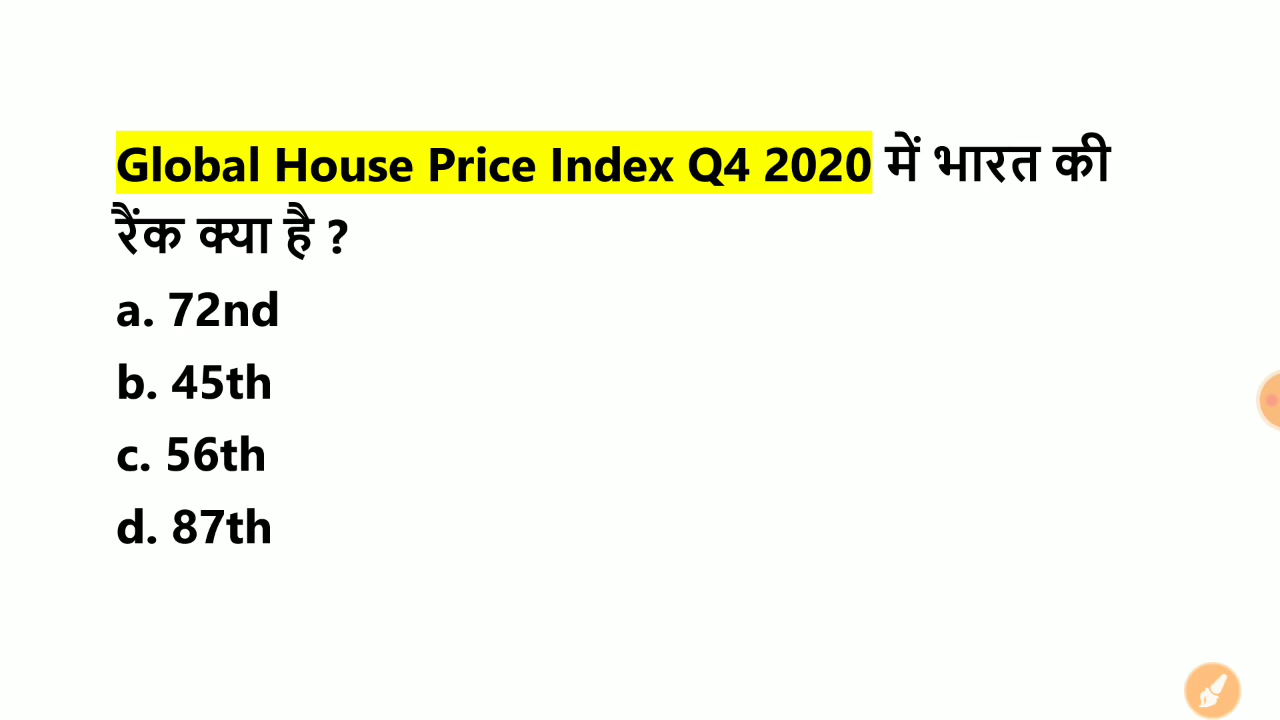 Global House Price Index Q4 2020 में भारत की
रैंक क्या है ?
a. 72nd
b. 45th
c. 56th
d. 87th